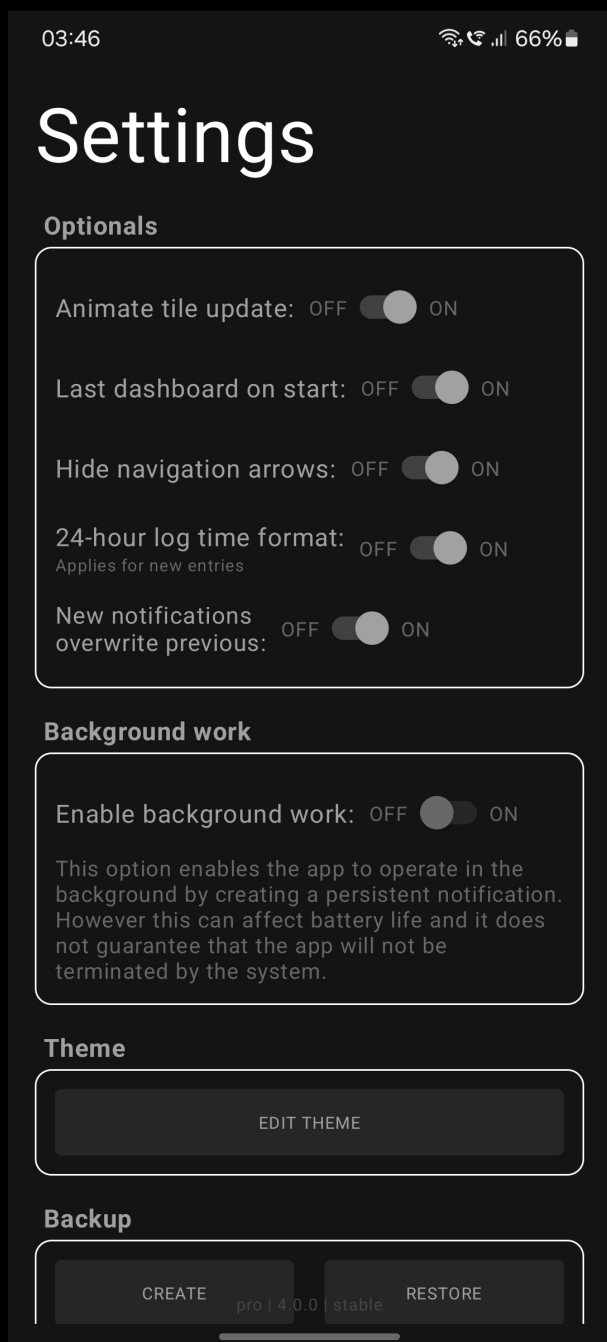 03:46 66%
Settings
Optionals
Animate tile update: OFF ON
Last dashboard on start: OFF ON
Hide navigation arrows: OFF ON
24-hour log time format: OFF ON
Applies for new entries
New notifications
overwrite previous: OFF ON
Background work
Enable background work: OFF ON
This option enables the app to operate in the
background by creating a persistent notification.
However this can affect battery life and it does
not guarantee that the app will not be
terminated by the system.
Theme
EDIT THEME
Backup
CREATE RESTORE
pro | 4.0.0 | stable